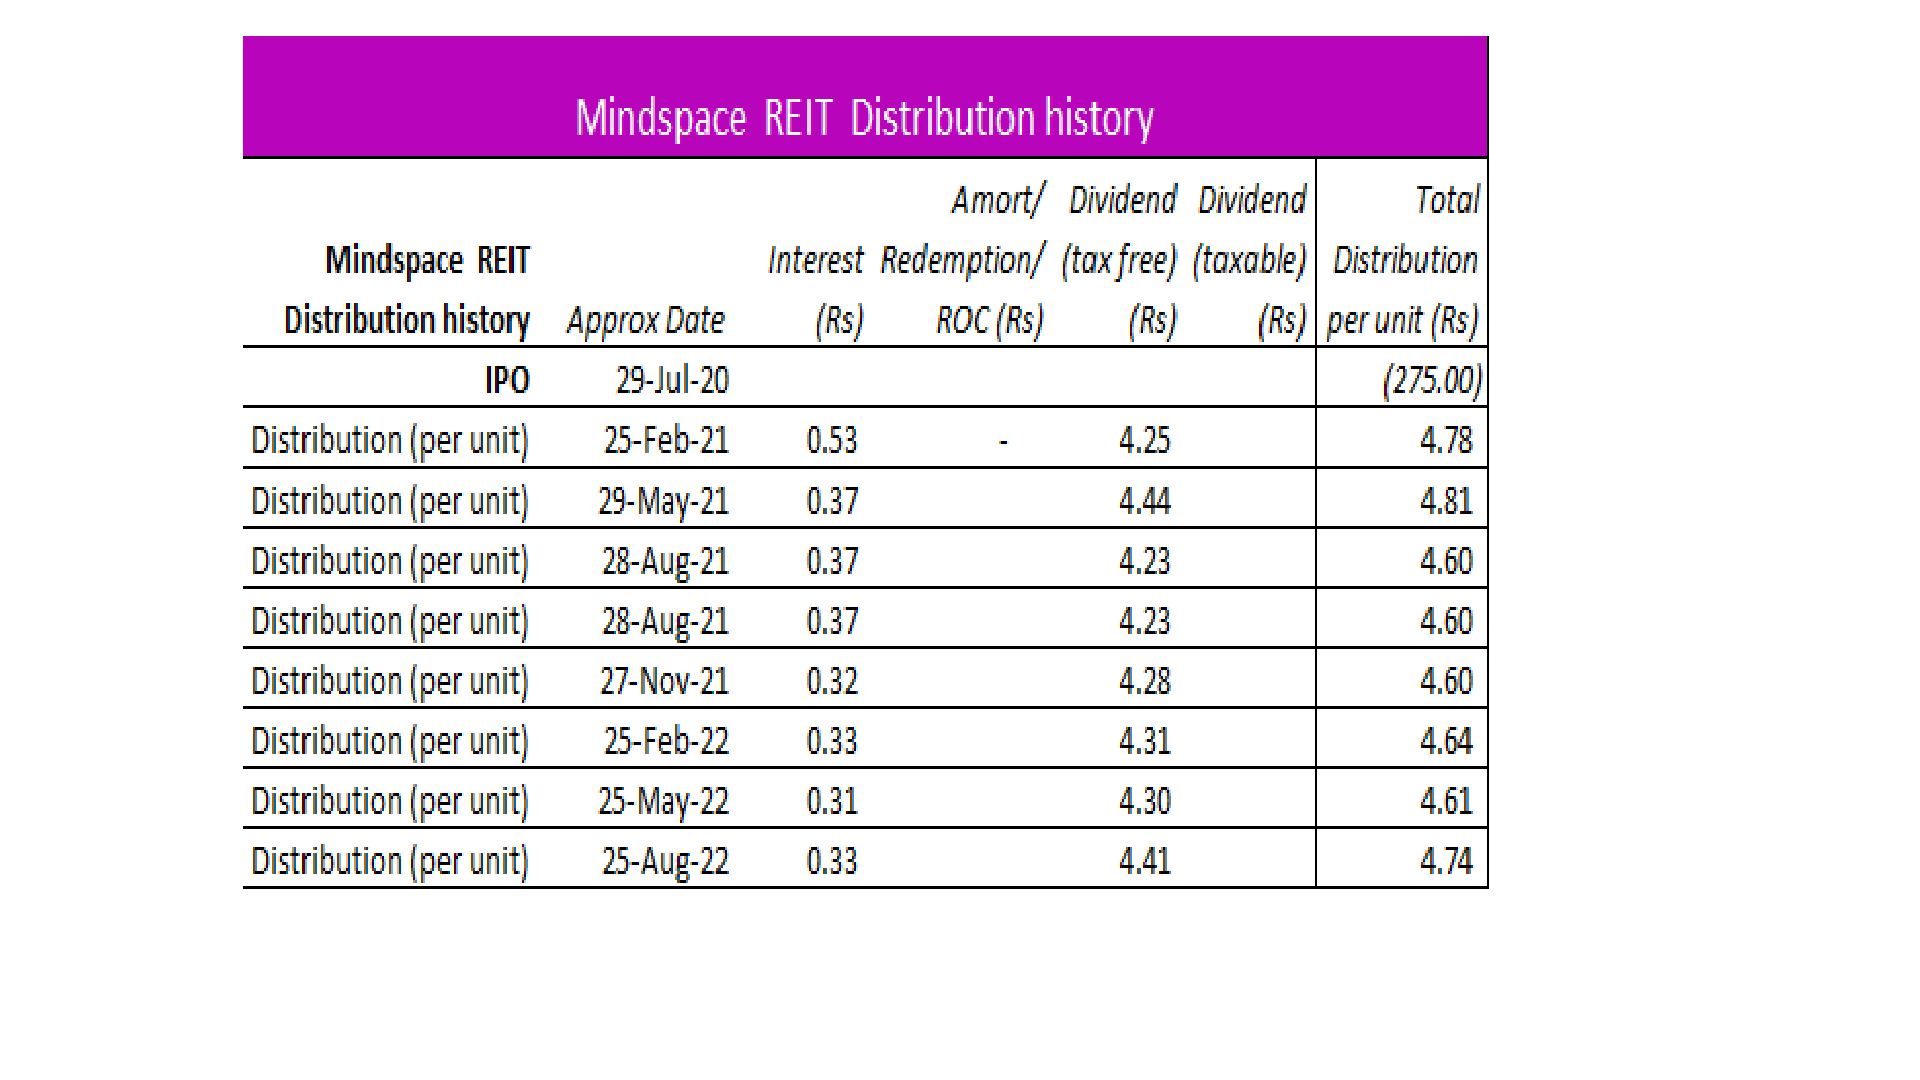 Mindspace REIT Distribution history
Amort/ Dividend Dividend Total
Mindspace REIT Interest Redemption/ (tax free) (taxable) Distribution
Distribution history Approx Date (Rs) ROC (Rs) (Rs) (Rs) per unit (Rs)
IPO 29-Jul-20 (275.00)
Distribution (per unit) 25-Feb-21 0.53 - 4.25 4.78
Distribution (per unit) 29-May-21 0.37 4.44 4.81
Distribution (per unit) 28-Aug-21 0.37 4.23 4.60
Distribution (per unit) 28-Aug-21 0.37 4.23 4.60
Distribution (per unit) 27-Nov-21 0.32 4.28 4.60
Distribution (per unit) 25-Feb-22 0.33 4.31 4.64
Distribution (per unit) 25-May-22 0.31 4.30 4.61
Distribution (per unit) 25-Aug-22 0.33 4.41 4.74